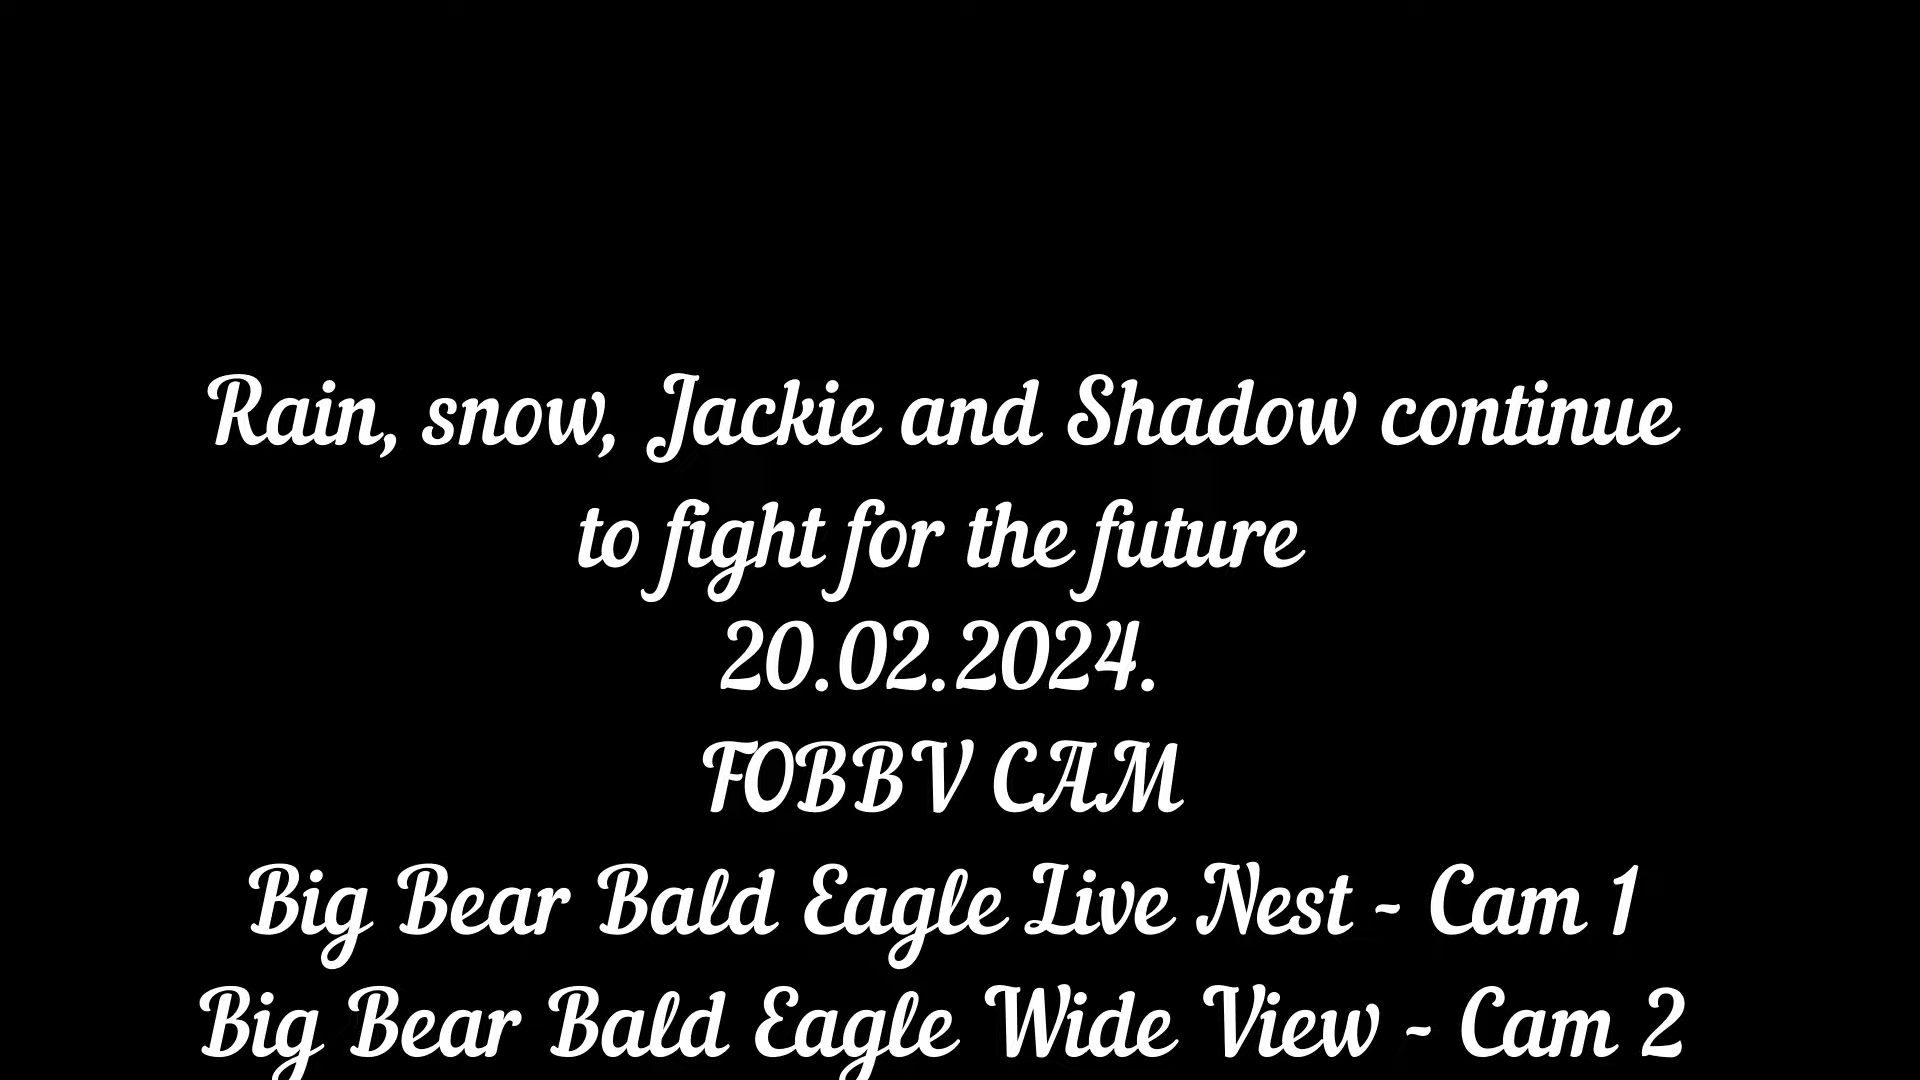 Rain, snow, Jackie and Shadow continue
to fight for the future
20.02.2024.
FOBBV CAM
Big Bear Bald Eagle Live Nest - Cam 1
Big Bear Bald Eagle Wide View - Cam 2